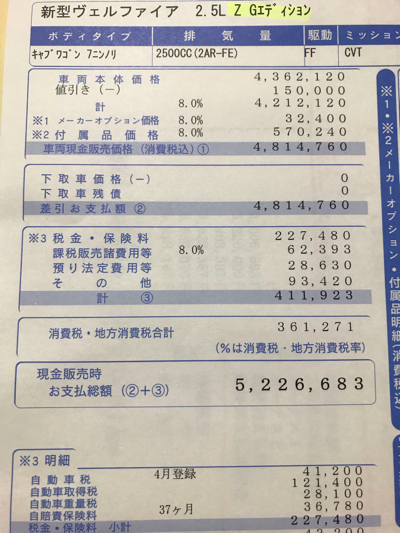 新型ヴェルファイア 2.5L Z Gエディション
ボディタイプ 排気量 駆動 ミッション
キャブワゴン 7ニンノリ 2500CC(2AR-FE) FF CVT
車両本体価格 4,362,120
値引き(−) 150,000
計 8.0% 4,212,120
※1 メーカーオプション価格 8.0% 32,400
※2 付属品価格 8.0% 570,240
車両現金販売価格(消費税込)① 4,814,760
下取車価格(−) 0
下取車残債 0
差引お支払額 ② 4,814,760
※3 税金・保険料 227,480
課税販売諸費用等 8.0% 62,393
預り法定費用等 28,630
その他 93,420
計 ③ 411,923
消費税・地方消費税合計 361,271
(%は消費税・地方消費税率)
現金販売時
お支払総額(②+③) 5,226,683
※3 明細
自動車税 4月登録 41,200
自動車取得税 121,400
自動車重量税 28,100
自賠責保険料 37ヶ月 36,780
税金・保険料 小計 227,480
※1・※2メーカーオプション・付属品明細(消費税込)